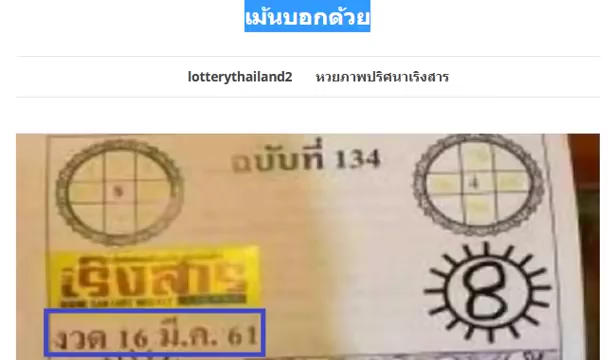 เม้นบอกด้วย
lotterythailand2 หวยภาพปริศนาเริงสาร
ฉบับที่ 134
8 4
เริงสาร
8
งวด 16 มี.ค. 61